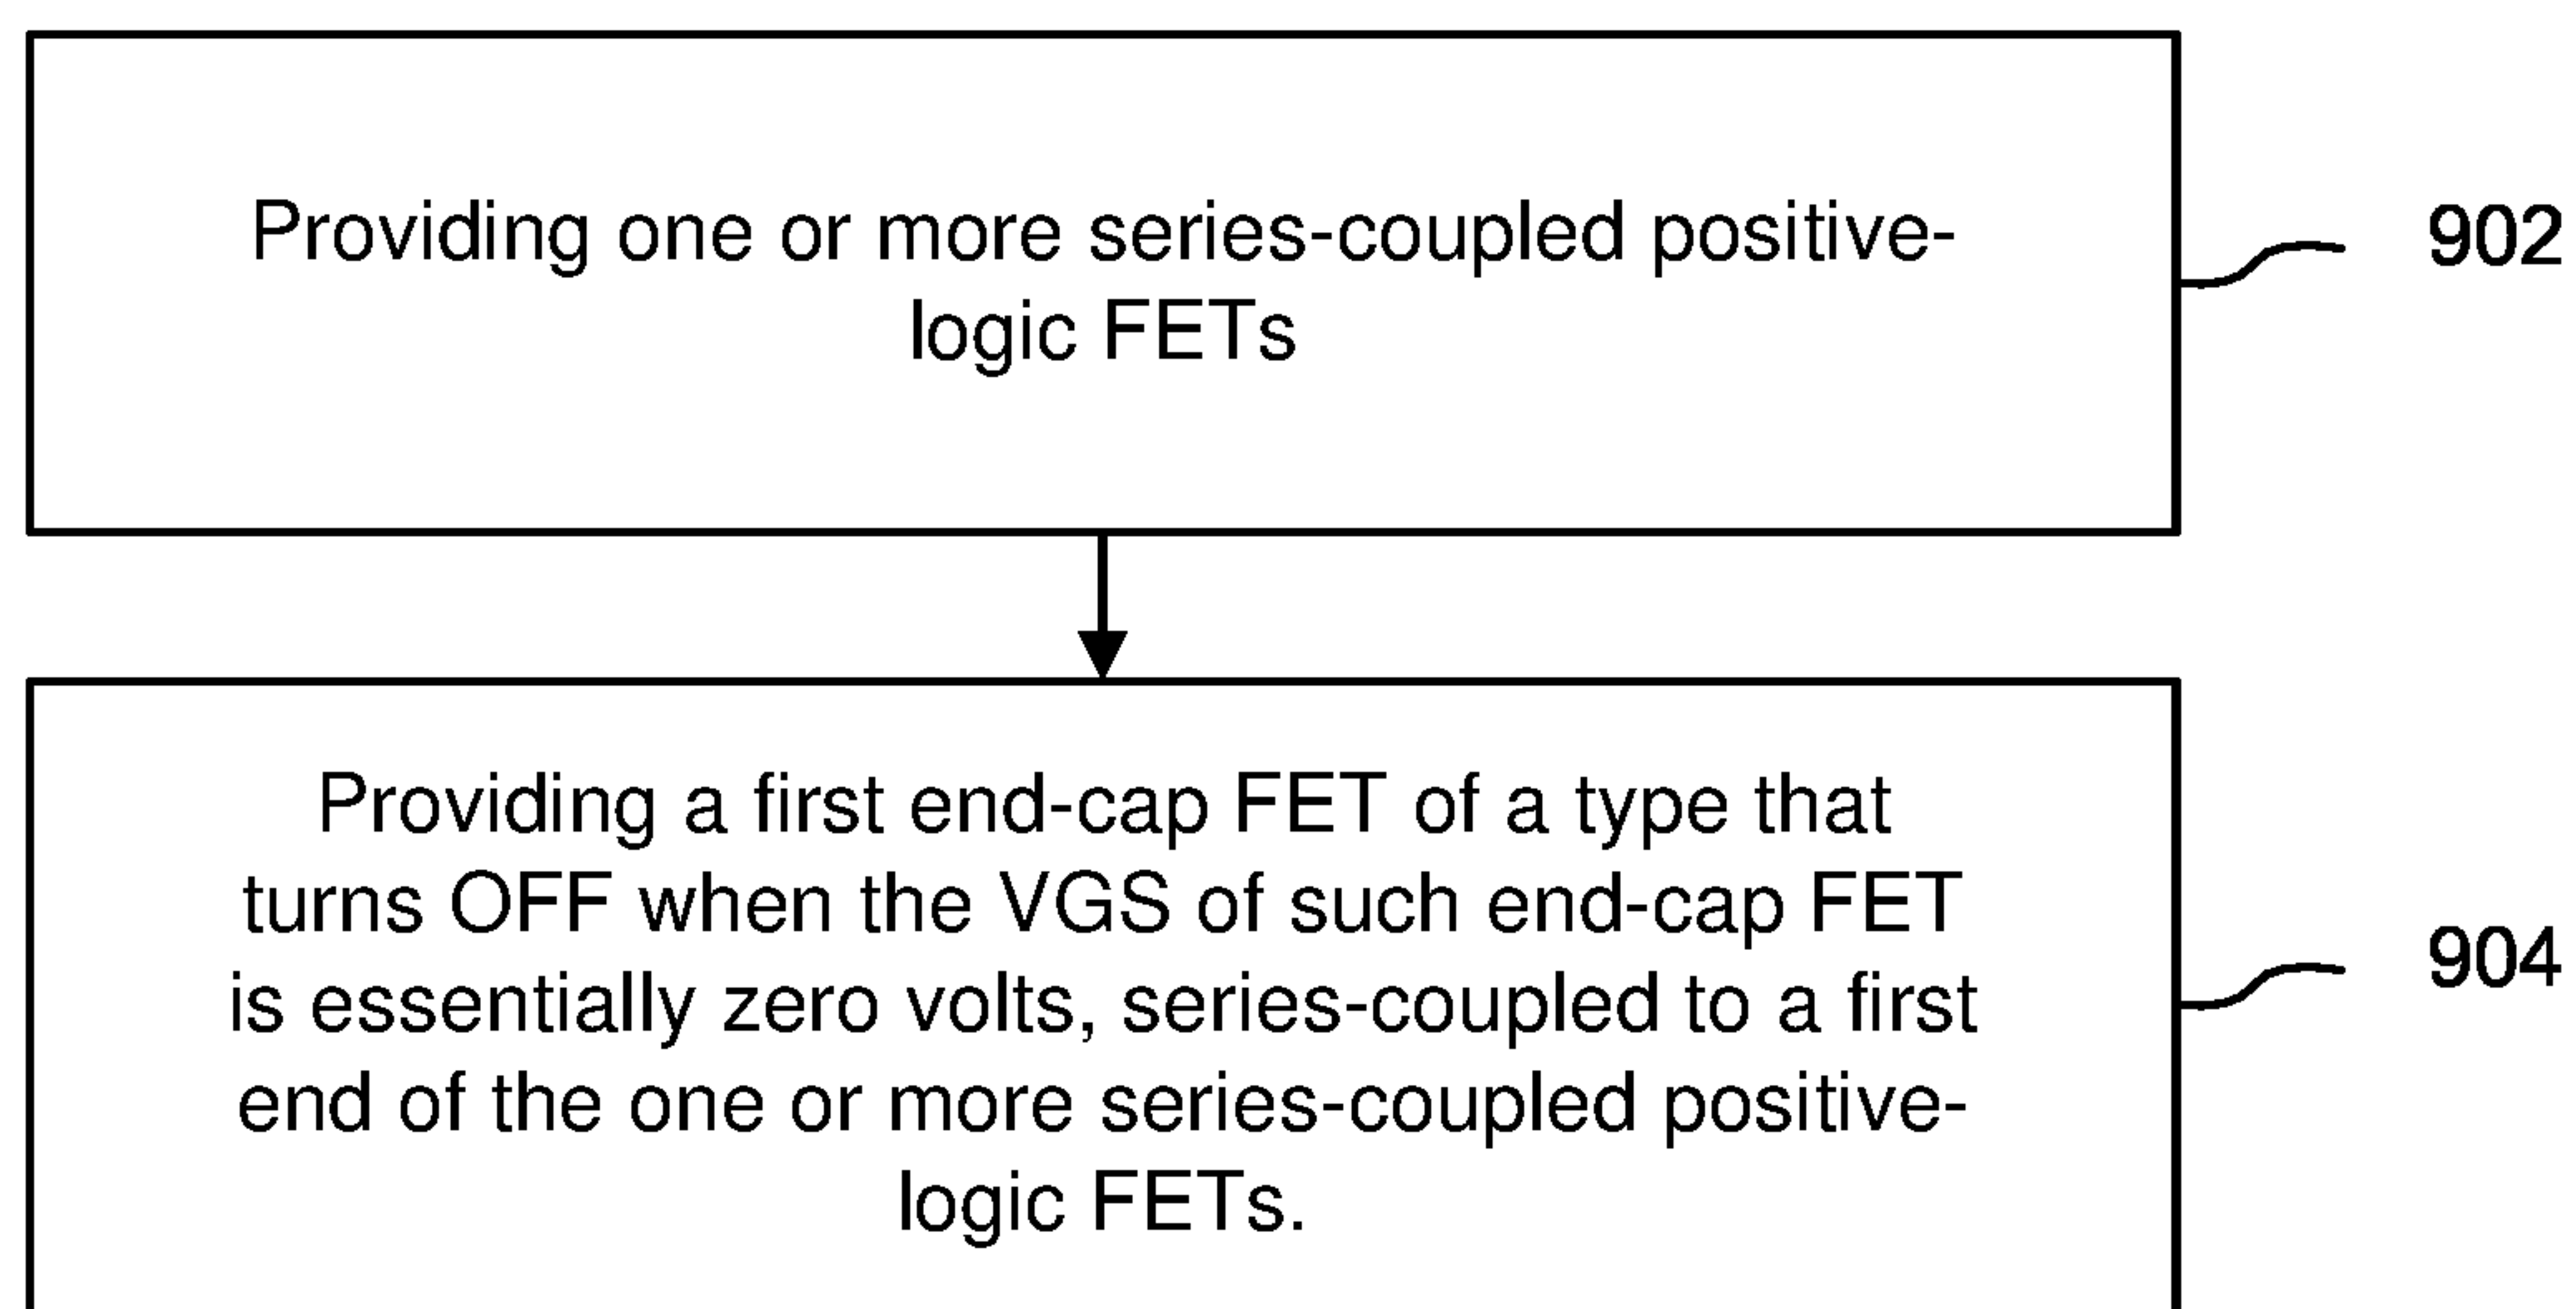 Providing one or more series-coupled positive-
logic FETs
902
Providing a first end-cap FET of a type that
turns OFF when the VGS of such end-cap FET
is essentially zero volts, series-coupled to a first
end of the one or more series-coupled positive-
logic FETs.
904